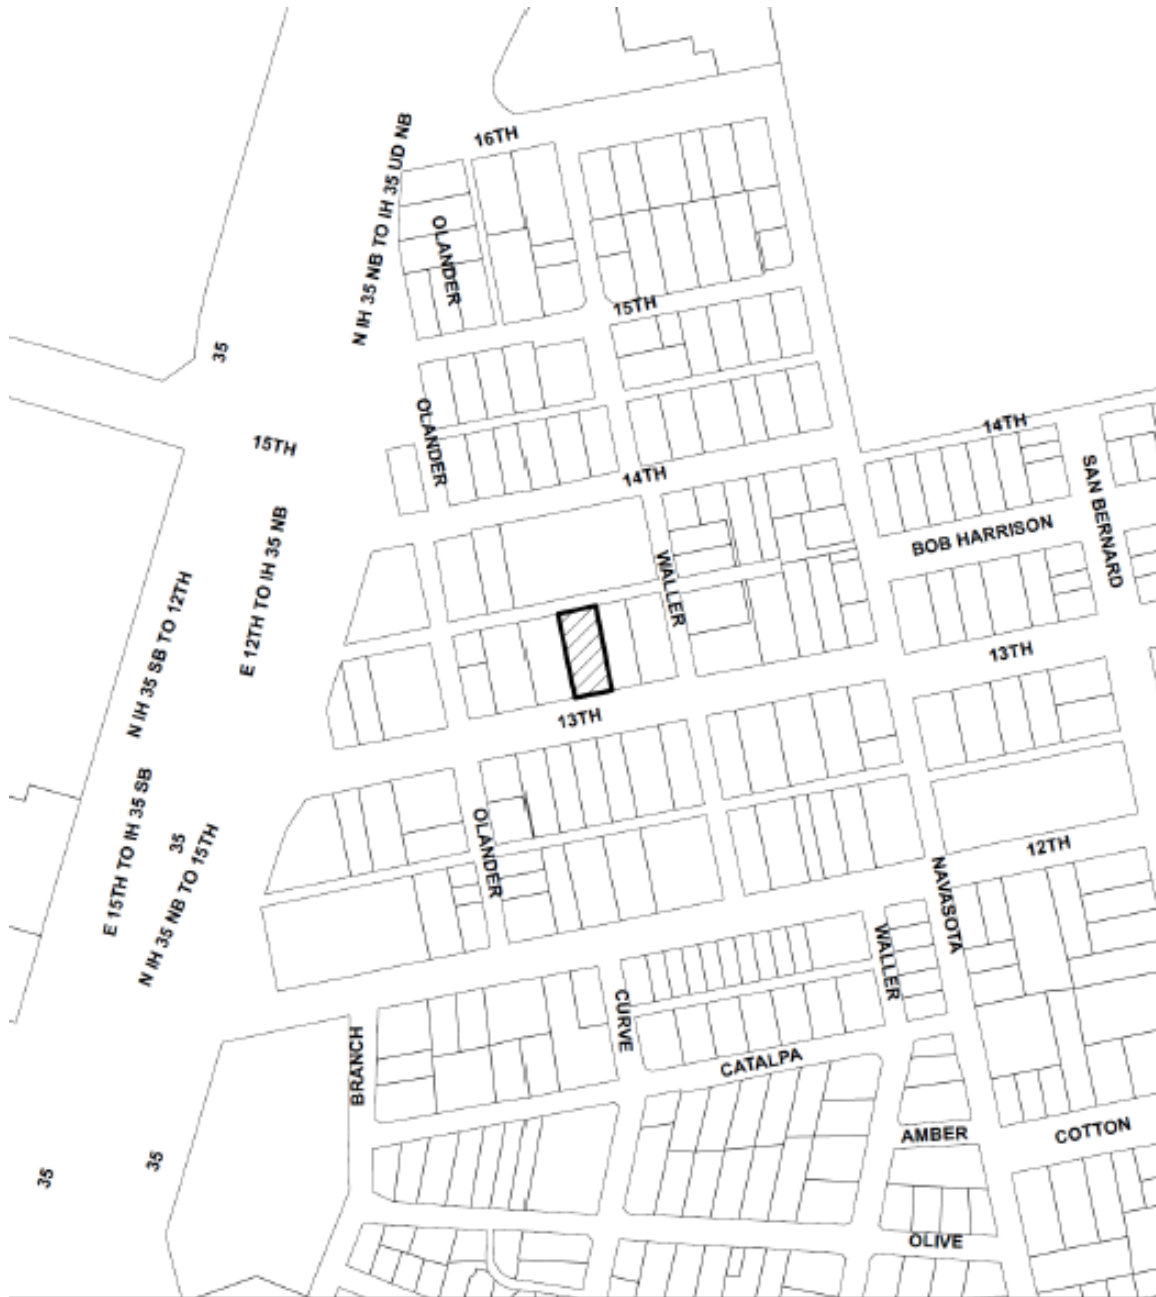 16TH
N IH 35 NB TO IH 35 UD NB
OLANDER
15TH
35
OLANDER
15TH
14TH
14TH
SAN BERNARD
E 12TH TO IH 35 NB
BOB HARRISON
WALLER
N IH 35 SB TO 12TH
13TH
13TH
E 15TH TO IH 35 SB
35
N IH 35 NB TO 15TH
OLANDER
12TH
NAVASOTA
WALLER
CURVE
BRANCH
CATALPA
AMBER
COTTON
35
35
OLIVE